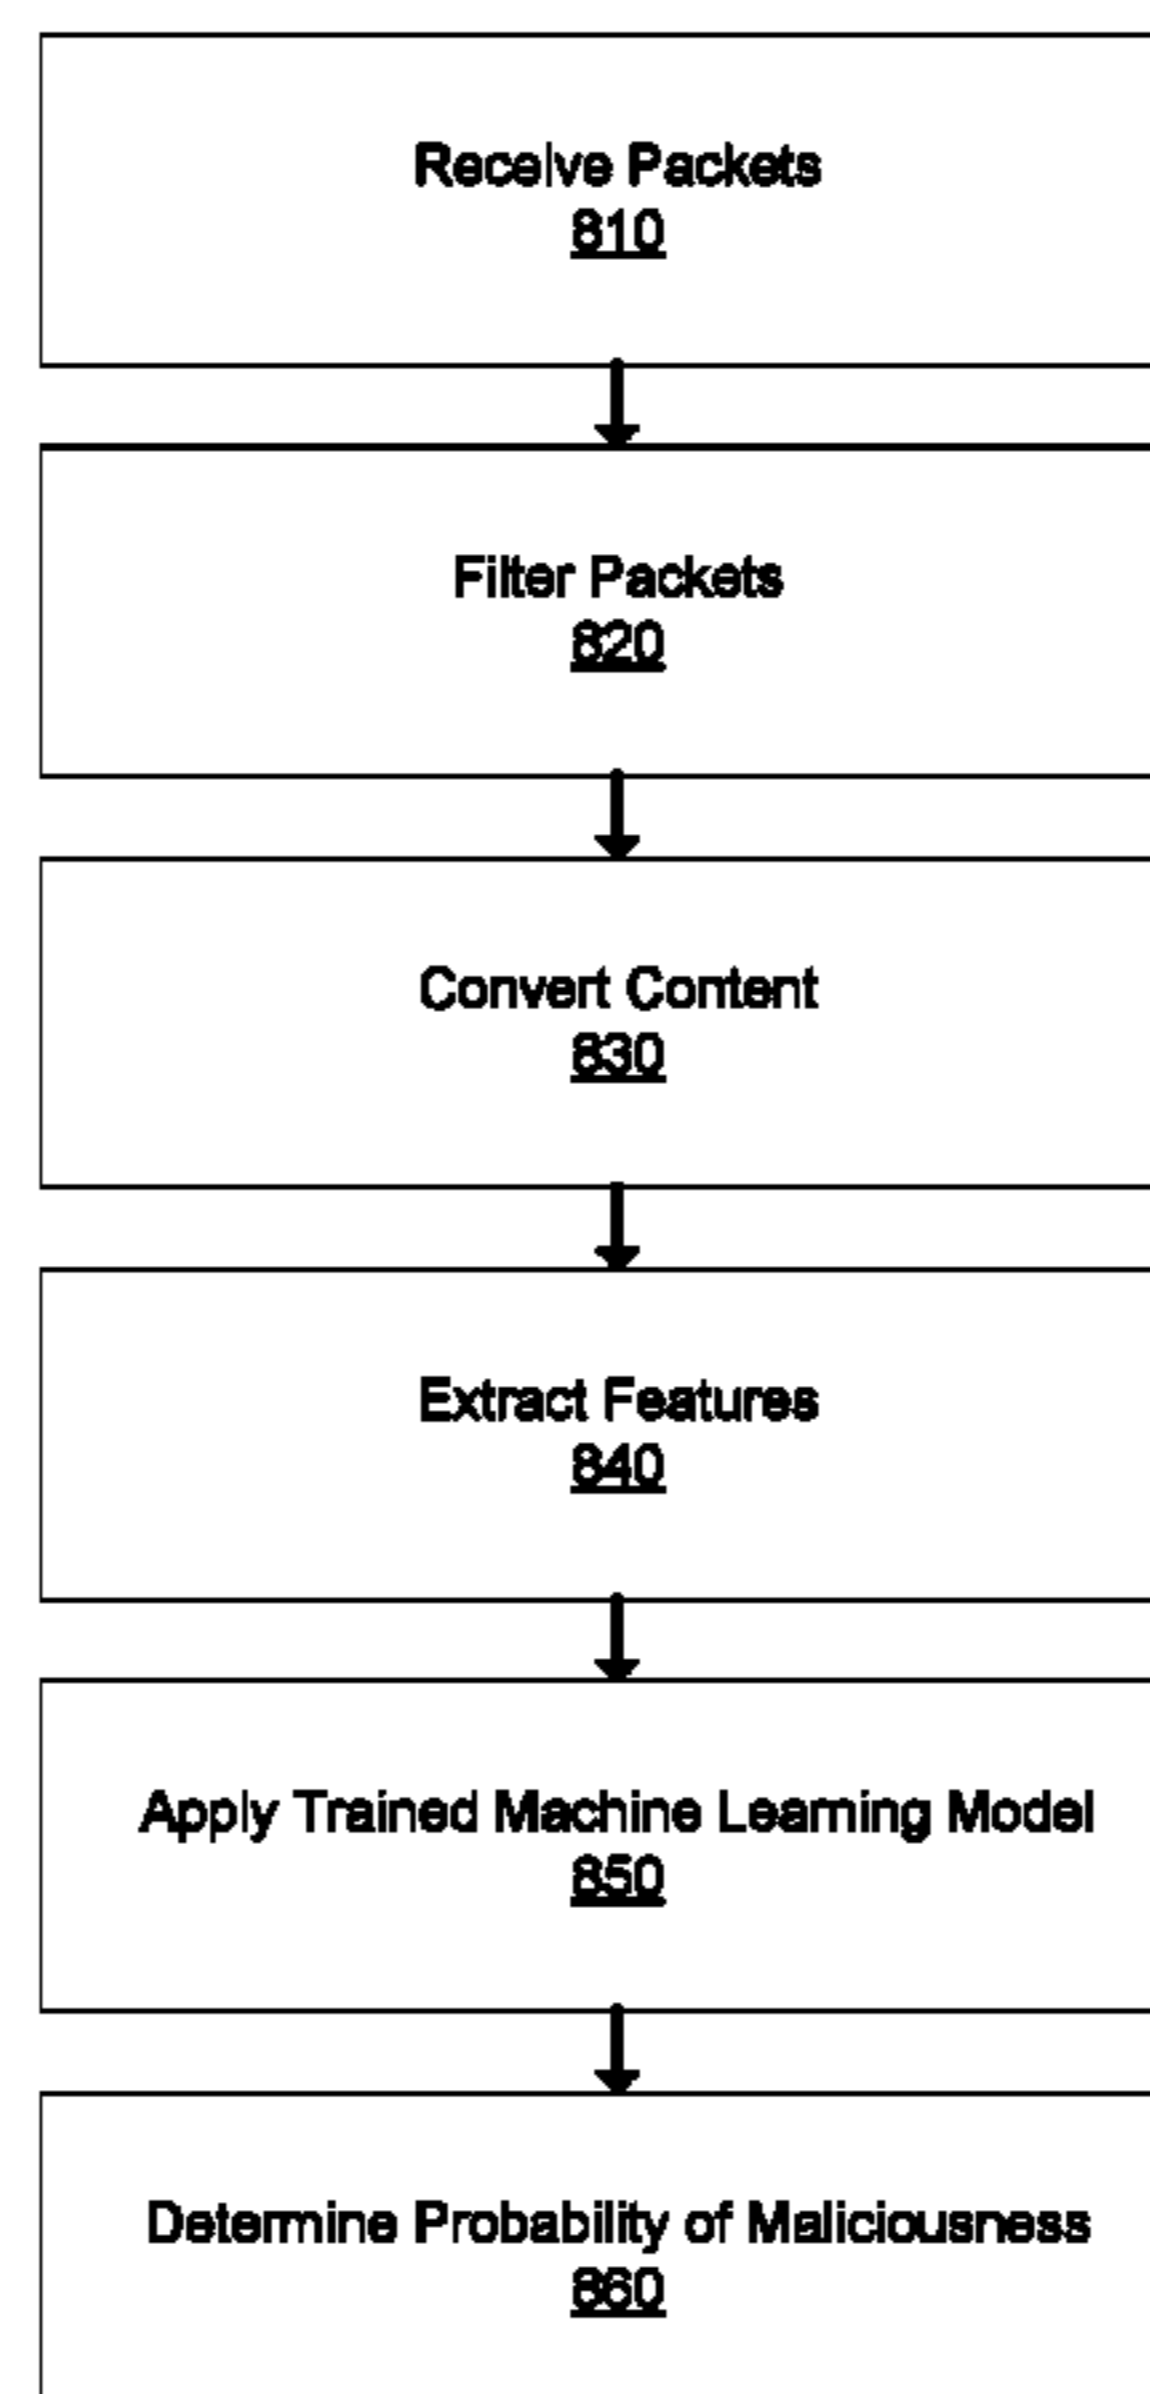 Receive Packets
810
Filter Packets
820
Convert Content
830
Extract Features
840
Apply Trained Machine Learning Model
850
Determine Probability of Maliciousness
860